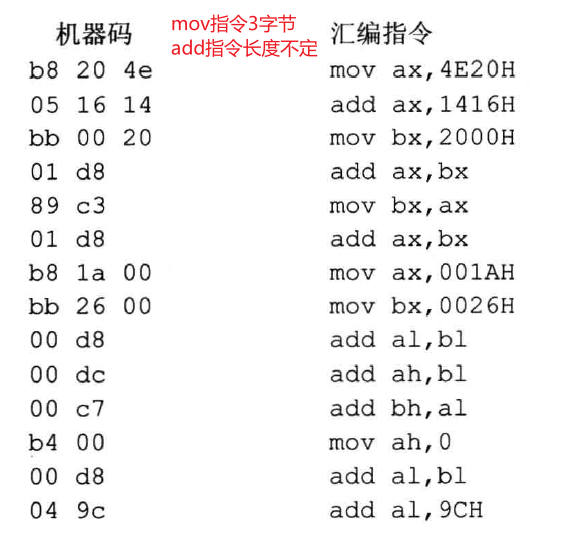 机器码 mov指令3字节 汇编指令
add指令长度不定
b8 20 4e mov ax,4E20H
05 16 14 add ax,1416H
bb 00 20 mov bx,2000H
01 d8 add ax,bx
89 c3 mov bx,ax
01 d8 add ax,bx
b8 1a 00 mov ax,001AH
bb 26 00 mov bx,0026H
00 d8 add al,bl
00 dc add ah,bl
00 c7 add bh,al
b4 00 mov ah,0
00 d8 add al,bl
04 9c add al,9CH